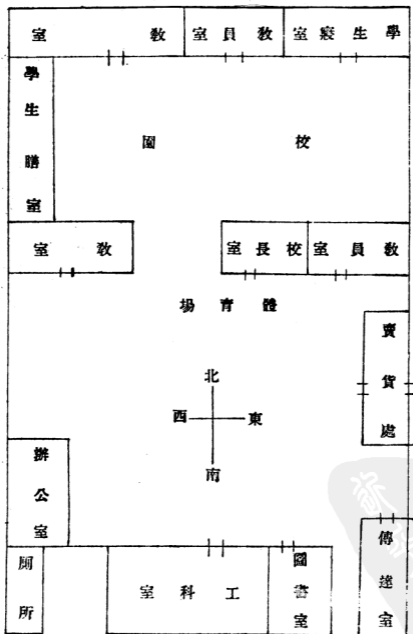 學生寢室
教員室
教室
學生膳室
校園
教員室
校長室
教室
體育場
賣貨處
北
東
西
南
辦公室
傳達室
圖書室
工科室
厠所